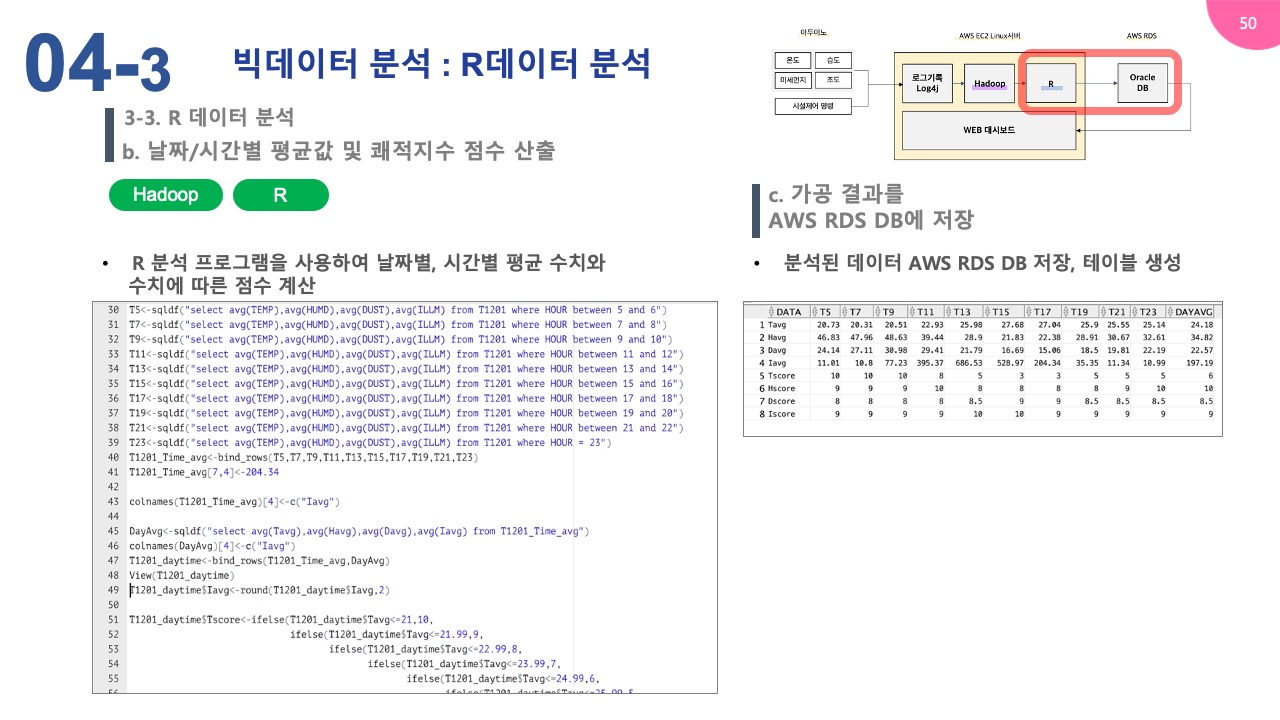 50
04-3
빅데이터 분석 : R데이터 분석
아두이노
AWS EC2 Linux서버
AWS RDS
온도
습도
미세먼지
조도
시설제어 명령
로그기록
Log4j
Hadoop
R
Oracle
DB
WEB 대시보드
3-3. R 데이터 분석
b. 날짜/시간별 평균값 및 쾌적지수 점수 산출
Hadoop
R
• R 분석 프로그램을 사용하여 날짜별, 시간별 평균 수치와
수치에 따른 점수 계산
30 T5<-sqldf("select avg(TEMP),avg(HUMD),avg(DUST),avg(ILLM) from T1201 where HOUR between 5 and 6")
31 T7<-sqldf("select avg(TEMP),avg(HUMD),avg(DUST),avg(ILLM) from T1201 where HOUR between 7 and 8")
32 T9<-sqldf("select avg(TEMP),avg(HUMD),avg(DUST),avg(ILLM) from T1201 where HOUR between 9 and 10")
33 T11<-sqldf("select avg(TEMP),avg(HUMD),avg(DUST),avg(ILLM) from T1201 where HOUR between 11 and 12")
34 T13<-sqldf("select avg(TEMP),avg(HUMD),avg(DUST),avg(ILLM) from T1201 where HOUR between 13 and 14")
35 T15<-sqldf("select avg(TEMP),avg(HUMD),avg(DUST),avg(ILLM) from T1201 where HOUR between 15 and 16")
36 T17<-sqldf("select avg(TEMP),avg(HUMD),avg(DUST),avg(ILLM) from T1201 where HOUR between 17 and 18")
37 T19<-sqldf("select avg(TEMP),avg(HUMD),avg(DUST),avg(ILLM) from T1201 where HOUR between 19 and 20")
38 T21<-sqldf("select avg(TEMP),avg(HUMD),avg(DUST),avg(ILLM) from T1201 where HOUR between 21 and 22")
39 T23<-sqldf("select avg(TEMP),avg(HUMD),avg(DUST),avg(ILLM) from T1201 where HOUR = 23")
40 T1201_Time_avg<-bind_rows(T5,T7,T9,T11,T13,T15,T17,T19,T21,T23)
41 T1201_Time_avg[7,4]<-204.34
42
43 colnames(T1201_Time_avg)[4]<-c("Iavg")
44
45 DayAvg<-sqldf("select avg(Tavg),avg(Havg),avg(Davg),avg(Iavg) from T1201_Time_avg")
46 colnames(DayAvg)[4]<-c("Iavg")
47 T1201_daytime<-bind_rows(T1201_Time_avg,DayAvg)
48 View(T1201_daytime)
49 T1201_daytime$Iavg<-round(T1201_daytime$Iavg,2)
50
51 T1201_daytime$Tscore<-ifelse(T1201_daytime$Tavg<=21,10,
52 ifelse(T1201_daytime$Tavg<=21.99,9,
53 ifelse(T1201_daytime$Tavg<=22.99,8,
54 ifelse(T1201_daytime$Tavg<=23.99,7,
55 ifelse(T1201_daytime$Tavg<=24.99,6,
56 ifelse(T1201_daytime$Tavg<=25.99,5,
c. 가공 결과를
AWS RDS DB에 저장
• 분석된 데이터 AWS RDS DB 저장, 테이블 생성
DATA T5 T7 T9 T11 T13 T15 T17 T19 T21 T23 DAYAVG
1 Tavg 20.73 20.31 20.51 22.93 25.98 27.68 27.04 25.9 25.55 25.14 24.18
2 Havg 46.83 47.96 48.63 39.44 28.9 21.83 22.38 28.91 30.67 32.61 34.82
3 Davg 24.14 27.11 30.98 29.41 21.79 16.69 15.06 18.5 19.81 22.19 22.57
4 Iavg 11.01 10.8 77.23 395.37 686.53 528.97 204.34 35.35 11.34 10.99 197.19
5 Tscore 10 10 10 8 5 3 3 5 5 5 6
6 Hscore 9 9 9 10 8 8 8 8 9 10 10
7 Dscore 8 8 8 8 8.5 9 9 8.5 8.5 8.5 8.5
8 Iscore 9 9 9 9 10 10 9 9 9 9 9